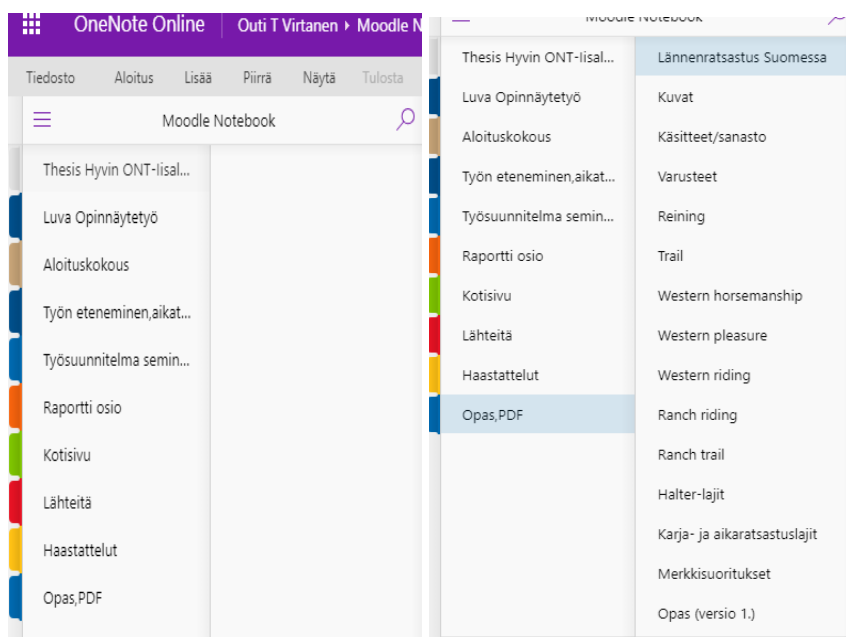 OneNote Online Outi T Virtanen › Moodle N
Tiedosto Aloitus Lisää Piirrä Näytä Tulosta
Moodle Notebook
Thesis Hyvin ONT-Iisal...
Luva Opinnäytetyö
Aloituskokous
Työn eteneminen,aikat...
Työsuunnitelma semin...
Raportti osio
Kotisivu
Lähteitä
Haastattelut
Opas,PDF
Moodle Notebook
Thesis Hyvin ONT-Iisal...
Luva Opinnäytetyö
Aloituskokous
Työn eteneminen,aikat...
Työsuunnitelma semin...
Raportti osio
Kotisivu
Lähteitä
Haastattelut
Opas,PDF
Lännenratsastus Suomessa
Kuvat
Käsitteet/sanasto
Varusteet
Reining
Trail
Western horsemanship
Western pleasure
Western riding
Ranch riding
Ranch trail
Halter-lajit
Karja- ja aikaratsastuslajit
Merkkisuoritukset
Opas (versio 1.)